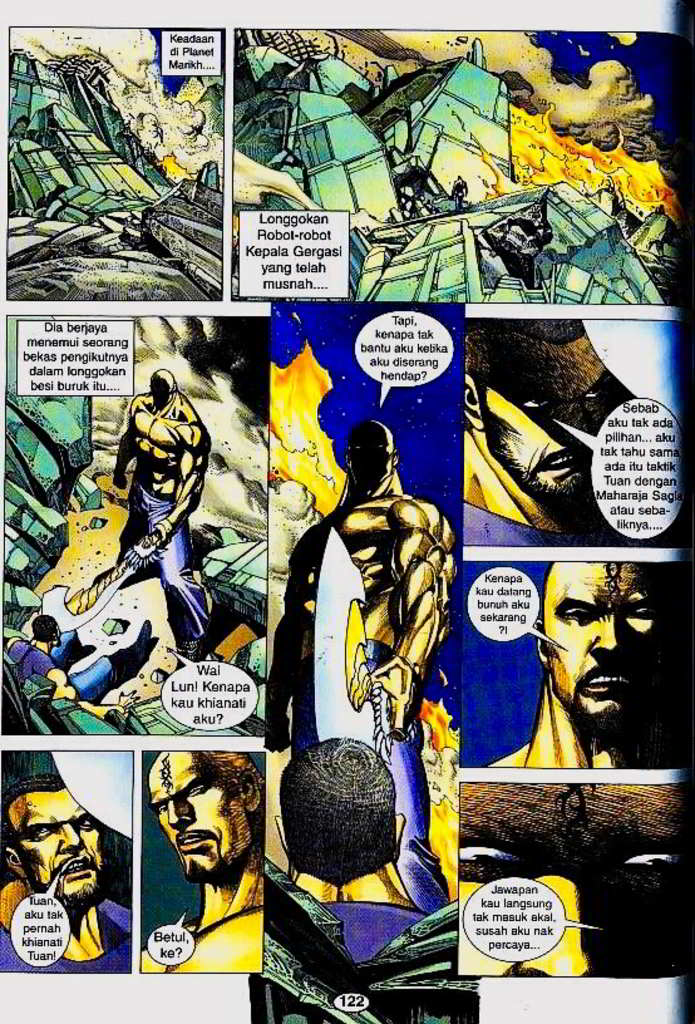 Keadaan
di Planet
Marikh....
Longgokan
Robot-robot
Kepala Gergasi
yang telah
musnah....
Dia berjaya
menemui seorang
bekas pengikutnya
dalam longgokan
besi buruk itu....
Wai
Lun! Kenapa
kau khianati
aku?
Tuan,
aku tak
pernah
khianati
Tuan!
Betul,
ke?
Tapi,
kenapa tak
bantu aku ketika
aku diserang
hendap?
Sebab
aku tak ada
pilihan... aku
tak tahu sama
ada itu taktik
Tuan dengan
Maharaja Sagla
atau seba-
liknya....
Kenapa
kau datang
bunuh aku
sekarang
?!
Jawapan
kau langsung
tak masuk akal,
susah aku nak
percaya...
122